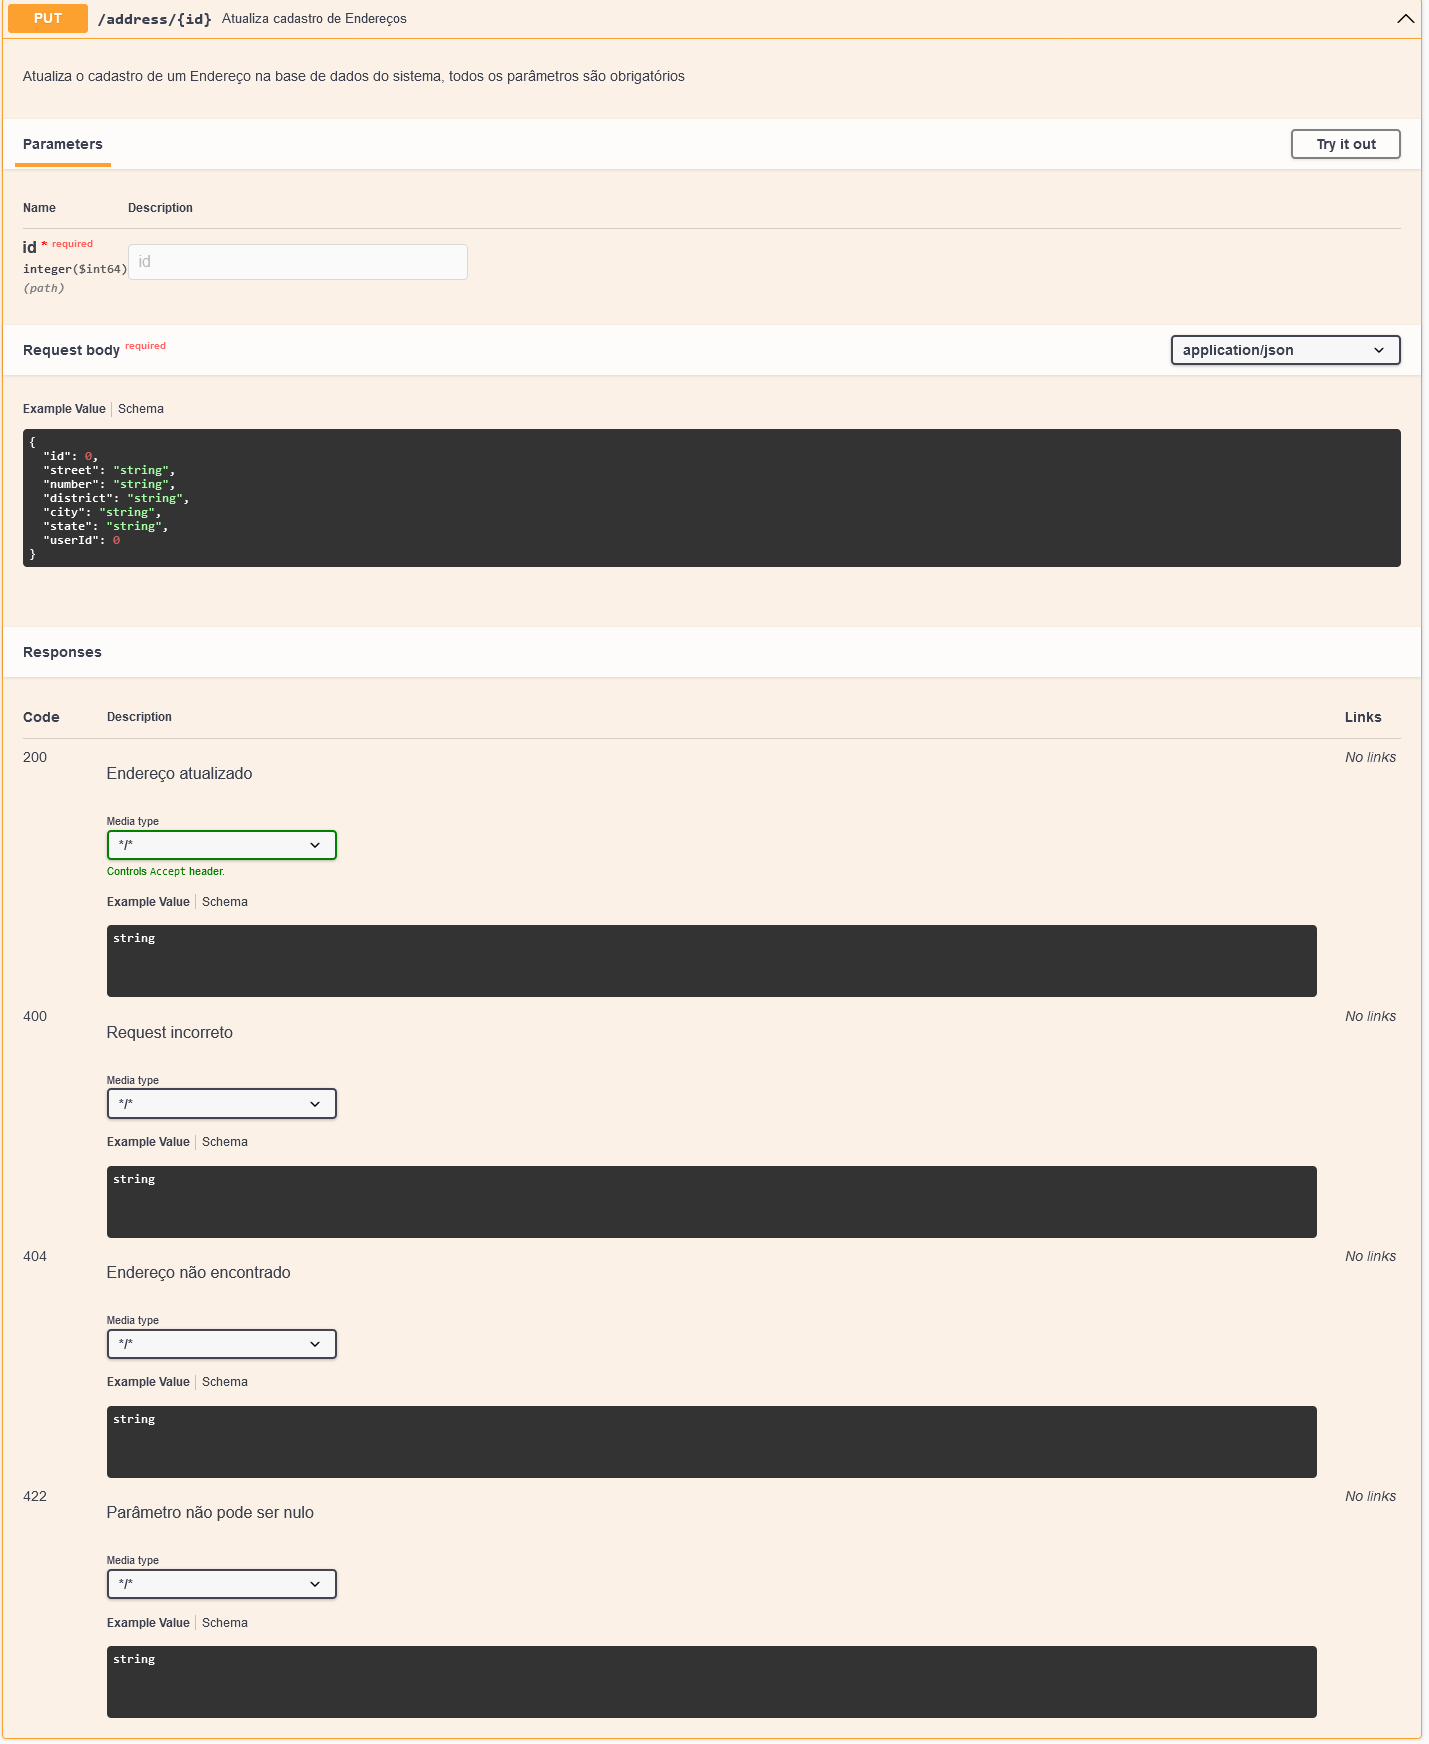 PUT /address/{id} Atualiza cadastro de Endereços
Atualiza o cadastro de um Endereço na base de dados do sistema, todos os parâmetros são obrigatórios
Parameters Try it out
Name Description
id * required
integer($int64)
(path)
id
Request body required application/json
Example Value Schema
{
"id": 0,
"street": "string",
"number": "string",
"district": "string",
"city": "string",
"state": "string",
"userId": 0
}
Responses
Code Description Links
200 No links
Endereço atualizado
Media type
*/*
Controls Accept header.
Example Value Schema
string
400 No links
Request incorreto
Media type
*/*
Example Value Schema
string
404 No links
Endereço não encontrado
Media type
*/*
Example Value Schema
string
422 No links
Parâmetro não pode ser nulo
Media type
*/*
Example Value Schema
string